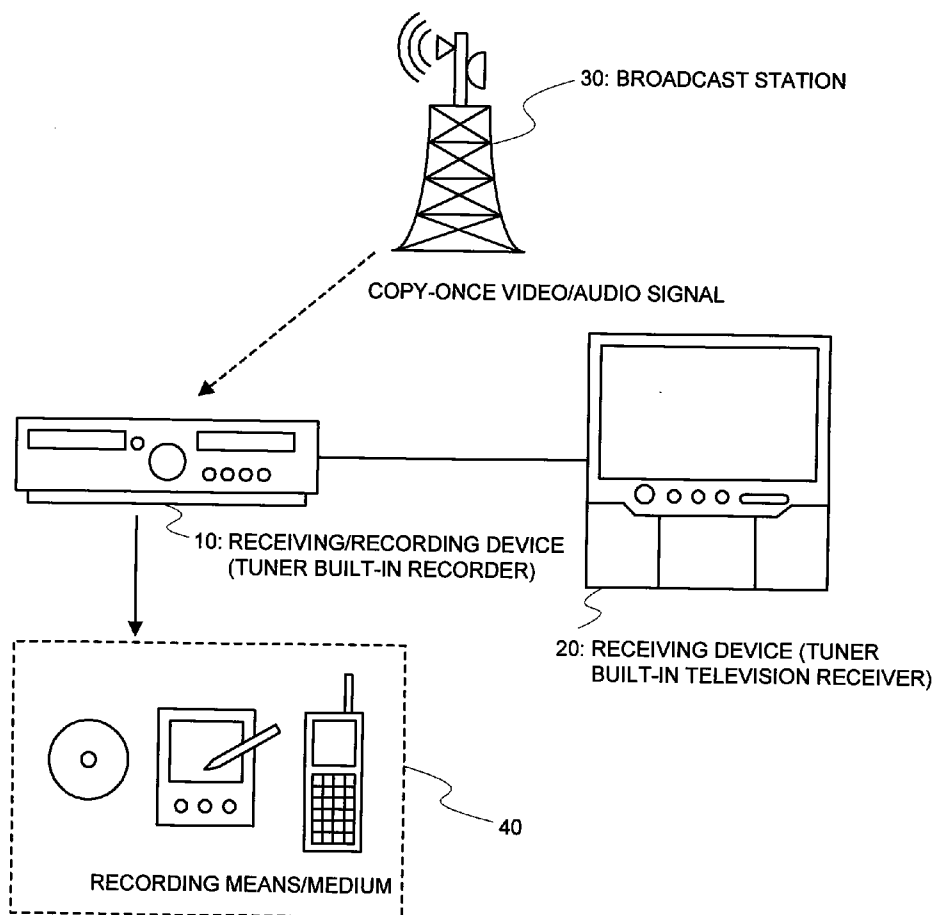 30: BROADCAST STATION
COPY-ONCE VIDEO/AUDIO SIGNAL
10: RECEIVING/RECORDING DEVICE
(TUNER BUILT-IN RECORDER)
20: RECEIVING DEVICE (TUNER
BUILT-IN TELEVISION RECEIVER)
40
RECORDING MEANS/MEDIUM